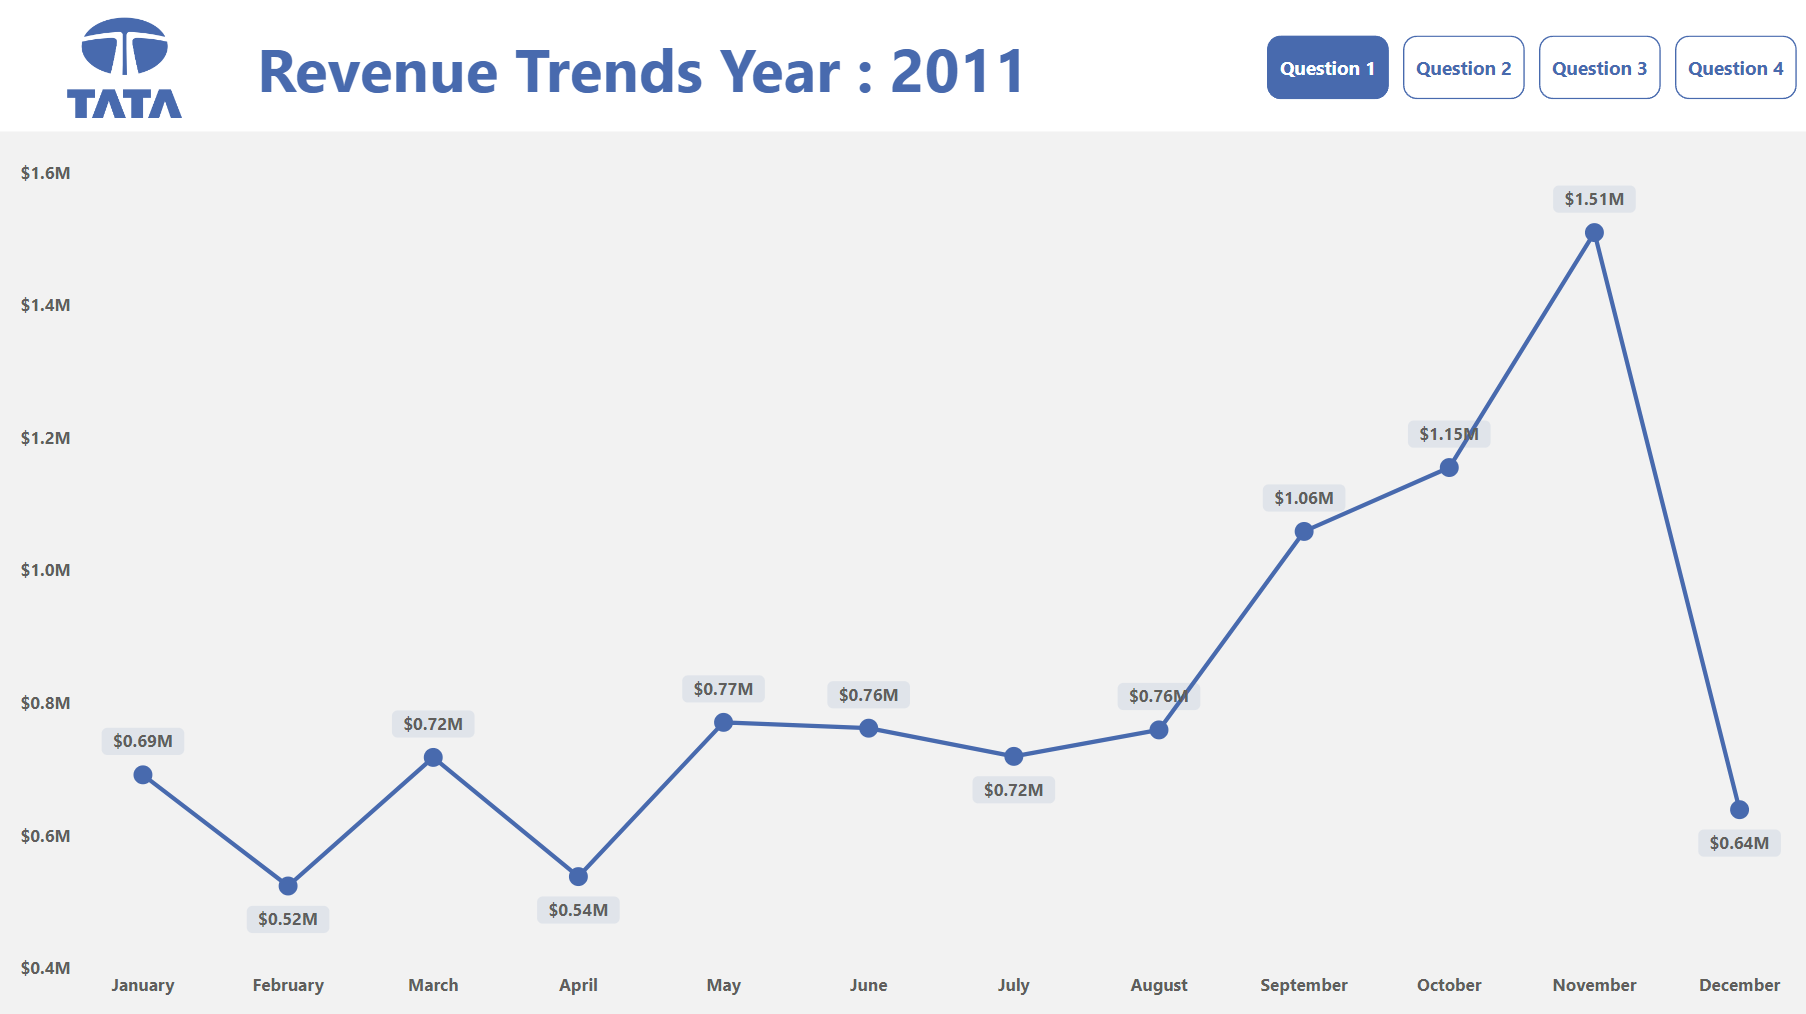 TATA
Revenue Trends Year : 2011
Question 1
Question 2
Question 3
Question 4
$1.6M
$1.4M
$1.2M
$1.0M
$0.8M
$0.6M
$0.4M
$0.69M
$0.52M
$0.72M
$0.54M
$0.77M
$0.76M
$0.72M
$0.76M
$1.06M
$1.15M
$1.51M
$0.64M
January
February
March
April
May
June
July
August
September
October
November
December